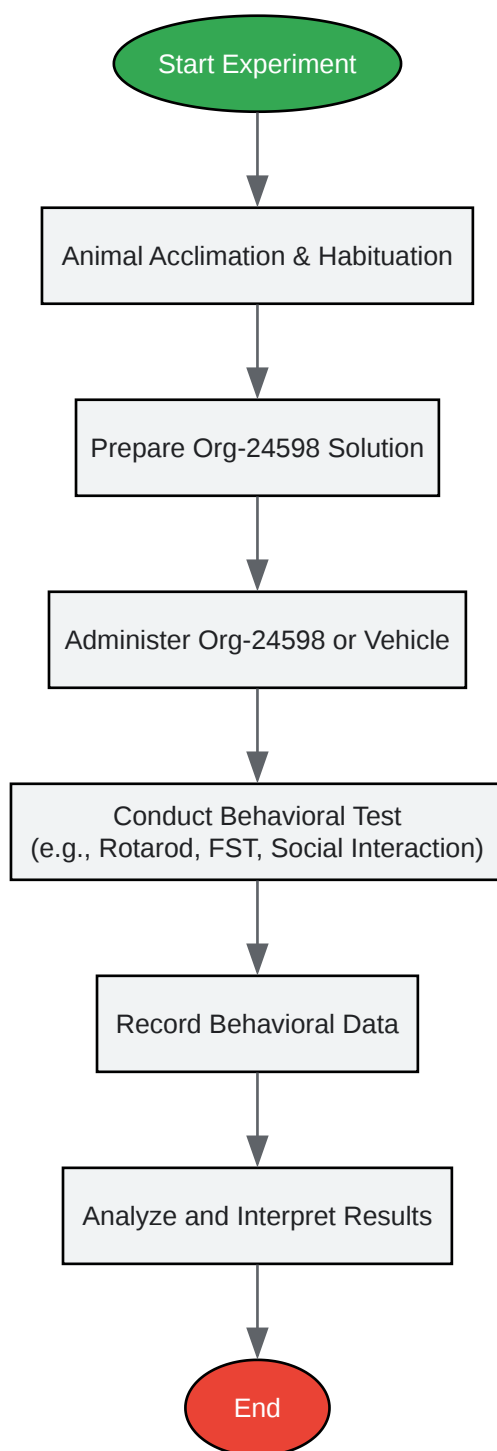 Start Experiment
Animal Acclimation & Habituation
Prepare Org-24598 Solution
Administer Org-24598 or Vehicle
Conduct Behavioral Test
(e.g., Rotarod, FST, Social Interaction)
Record Behavioral Data
Analyze and Interpret Results
End